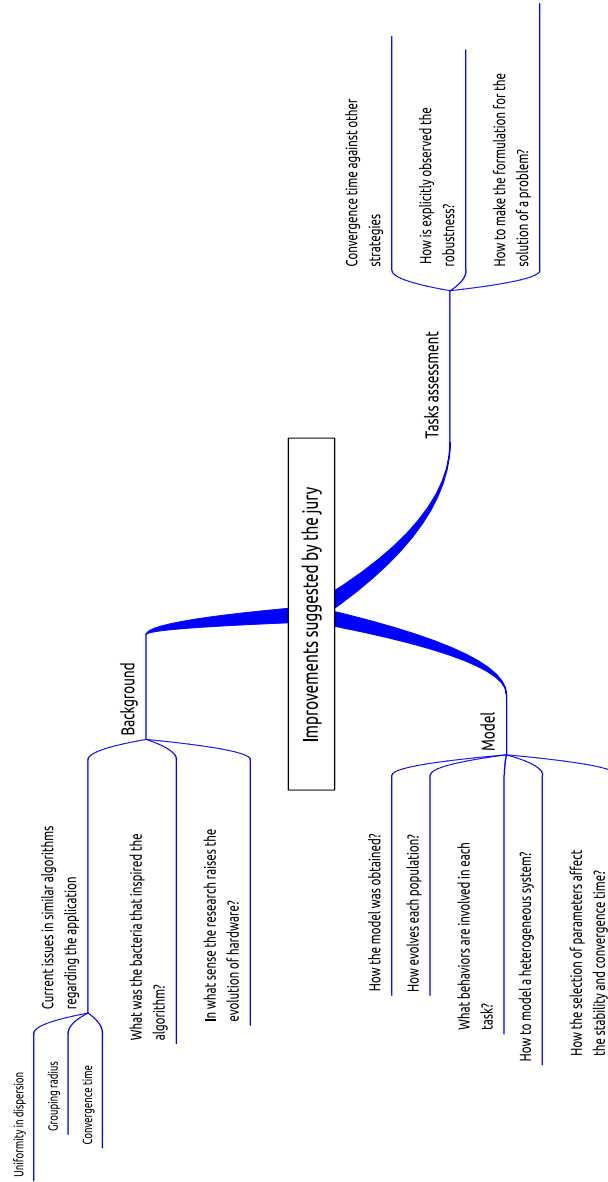 Improvements suggested by the jury
Background
Current issues in similar algorithms
regarding the application
Uniformity in dispersion
Grouping radius
Convergence time
What was the bacteria that inspired the
algorithm?
In what sense the research raises the
evolution of hardware?
Model
How the model was obtained?
How evolves each population?
What behaviors are involved in each
task?
How to model a heterogeneous system?
How the selection of parameters affect
the stability and convergence time?
Tasks assessment
Convergence time against other
strategies
How is explicitly observed the
robustness?
How to make the formulation for the
solution of a problem?